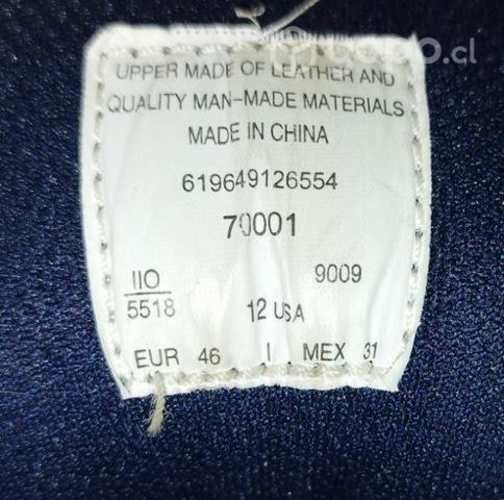 UPPER MADE OF LEATHER AND
QUALITY MAN-MADE MATERIALS
MADE IN CHINA
619649126554
70001
IIO 9009
5518 12 USA
EUR 46 I MEX 31